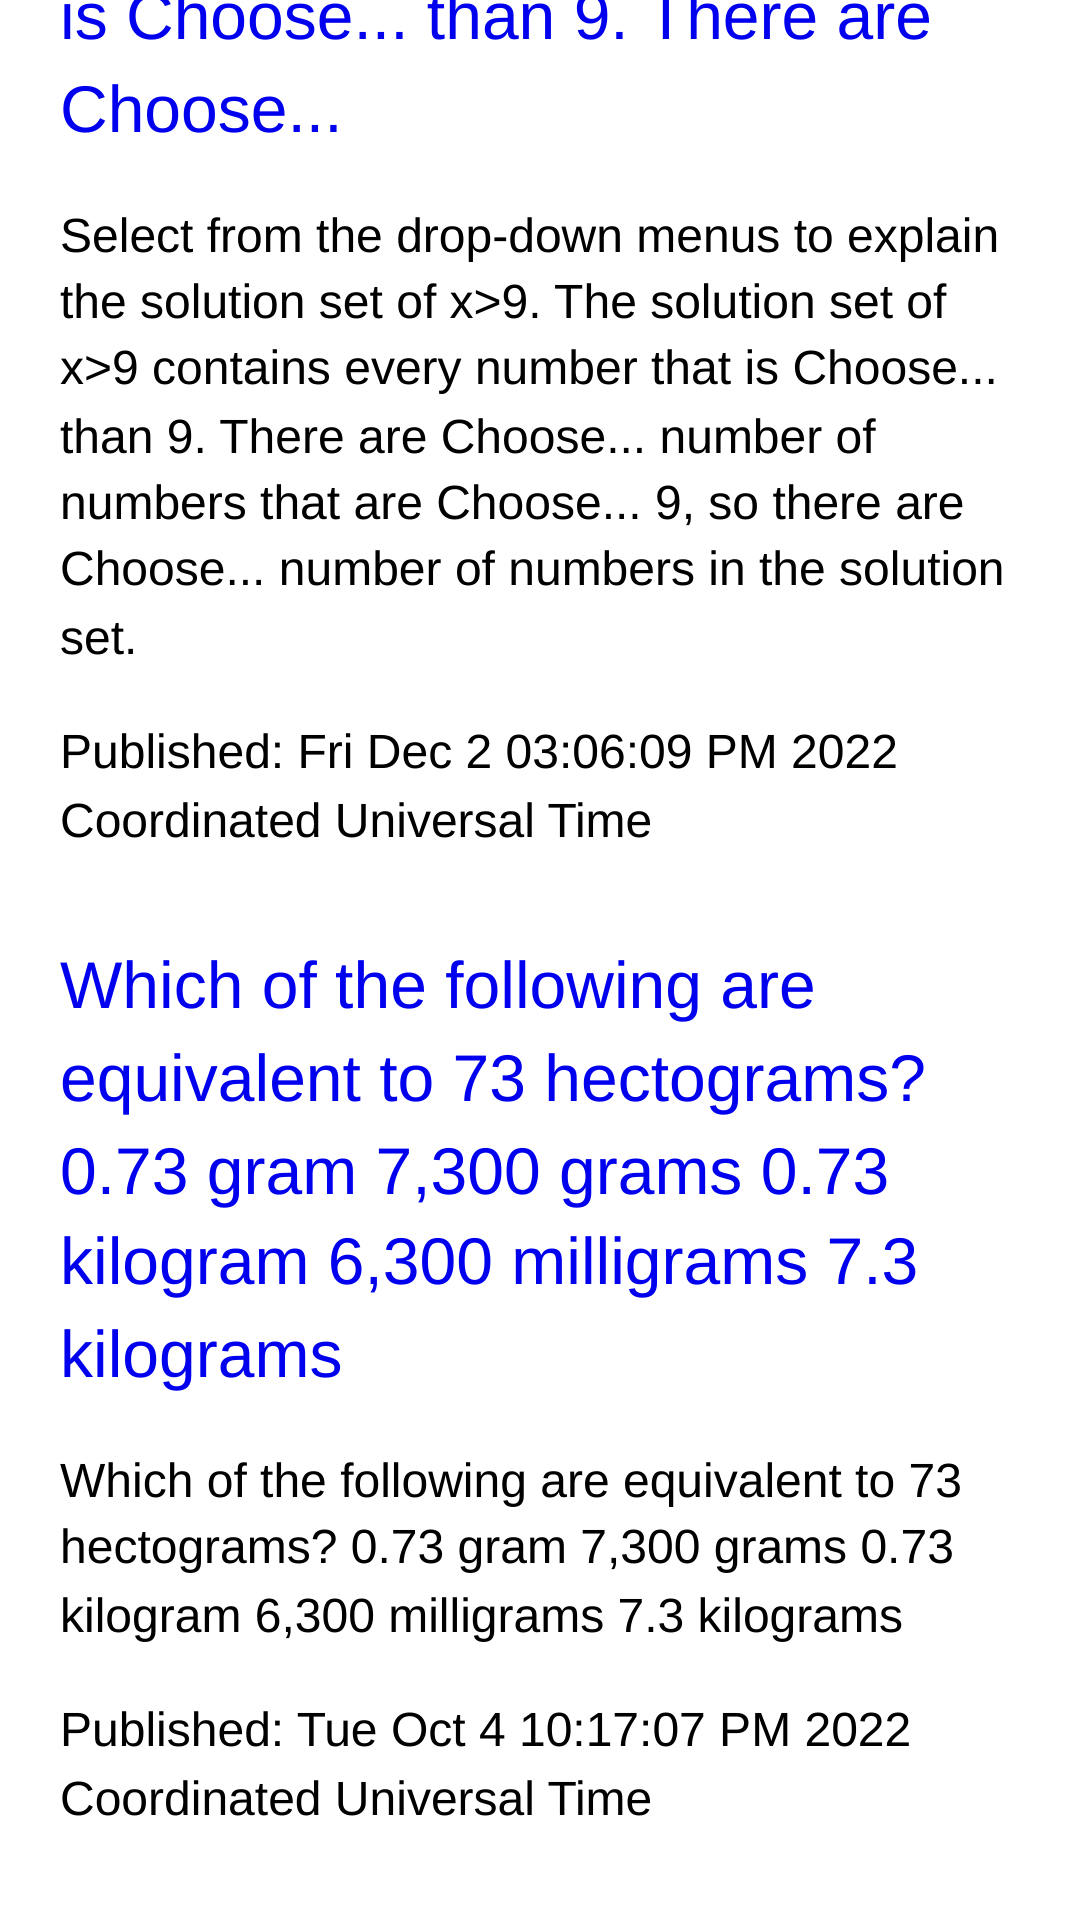 is Choose... than 9. There are
Choose...
Select from the drop-down menus to explain
the solution set of x>9. The solution set of
x>9 contains every number that is Choose...
than 9. There are Choose... number of
numbers that are Choose... 9, so there are
Choose... number of numbers in the solution
set.
Published: Fri Dec 2 03:06:09 PM 2022
Coordinated Universal Time
Which of the following are
equivalent to 73 hectograms?
0.73 gram 7,300 grams 0.73
kilogram 6,300 milligrams 7.3
kilograms
Which of the following are equivalent to 73
hectograms? 0.73 gram 7,300 grams 0.73
kilogram 6,300 milligrams 7.3 kilograms
Published: Tue Oct 4 10:17:07 PM 2022
Coordinated Universal Time